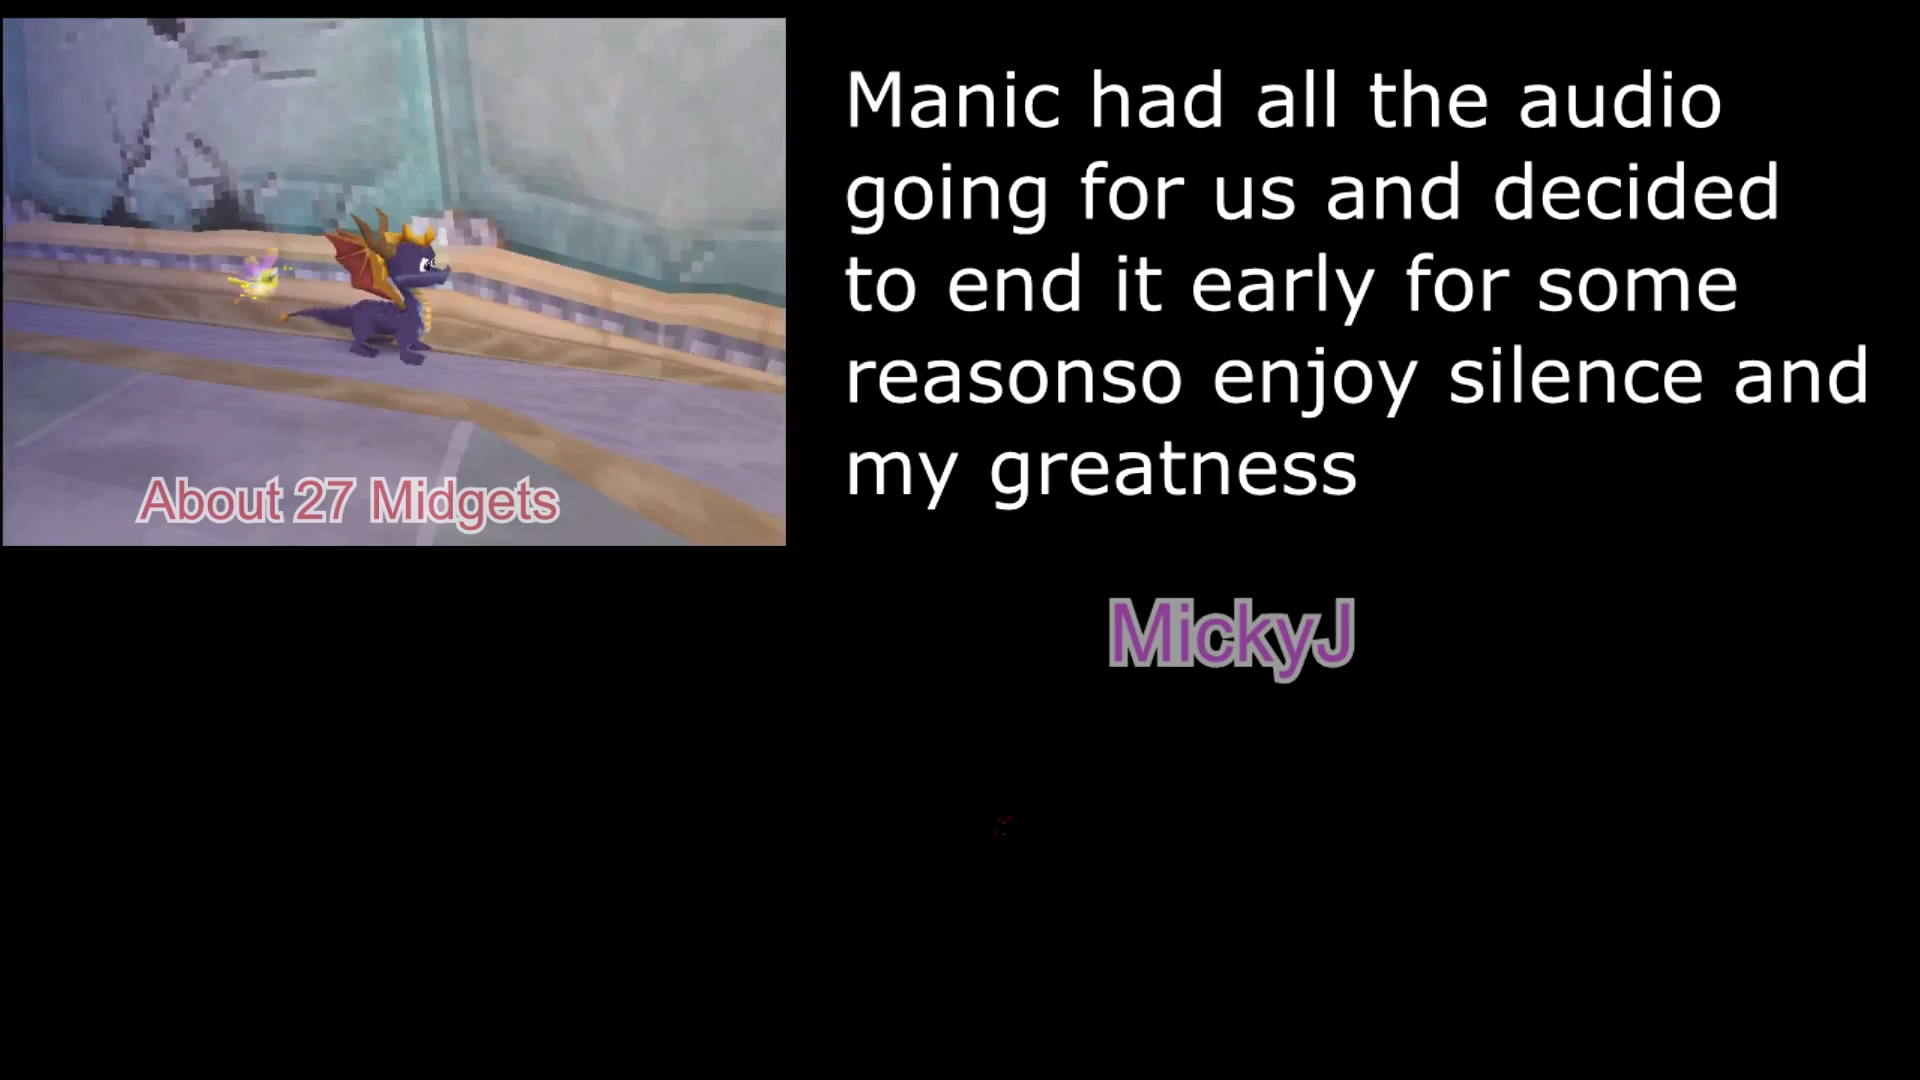 Manic had all the audio
going for us and decided
to end it early for some
reasonso enjoy silence and
my greatness
About 27 Midgets
MickyJ